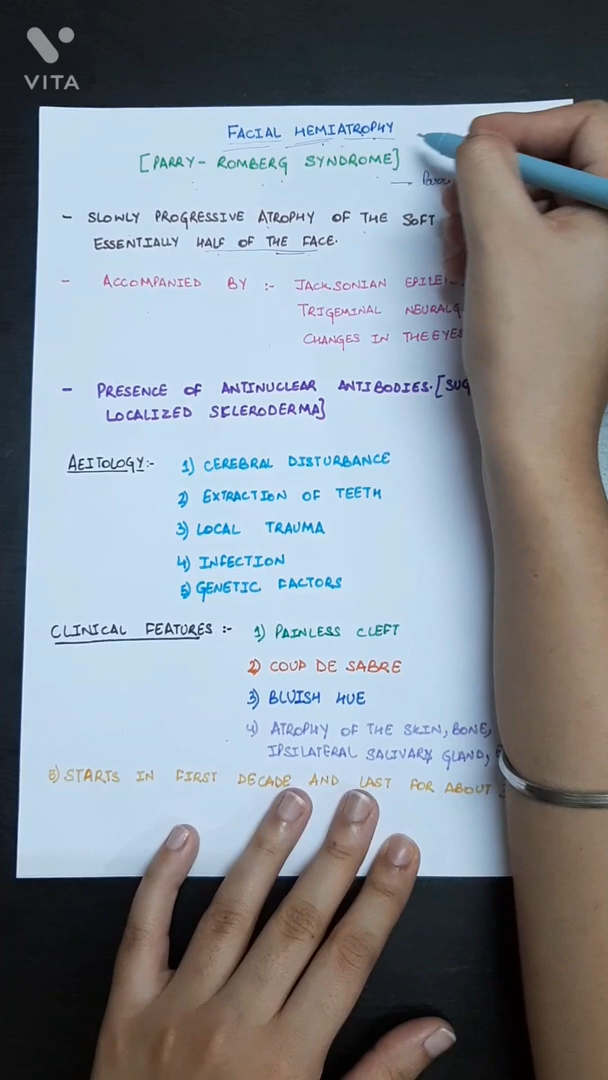 VITA
FACIAL HEMIATROPHY
[PARRY- ROMBERG SYNDROME]
- SLOWLY PROGRESSIVE ATROPHY OF THE SOFT
ESSENTIALLY HALF OF THE FACE.
- ACCOMPANIED BY :- JACKSONIAN
TRIGEMINAL
CHANGES IN THE EYES
- PRESENCE OF ANTINUCLEAR ANTIBODIES. [
LOCALIZED SCLERODERMA]
AEITOLOGY:- 1) CEREBRAL DISTURBANCE
2) EXTRACTION OF TEETH
3) LOCAL TRAUMA
4) INFECTION
5) GENETIC FACTORS
CLINICAL FEATURES :- 1) PAINLESS CLEFT
2) COUP DE SABRE
3) BLUISH HUE
4) ATROPHY OF THE SKIN, BONE,
IPSILATERAL SALIVARY GLAND,
5) STARTS IN FIRST DECADE AND LAST FOR ABOUT